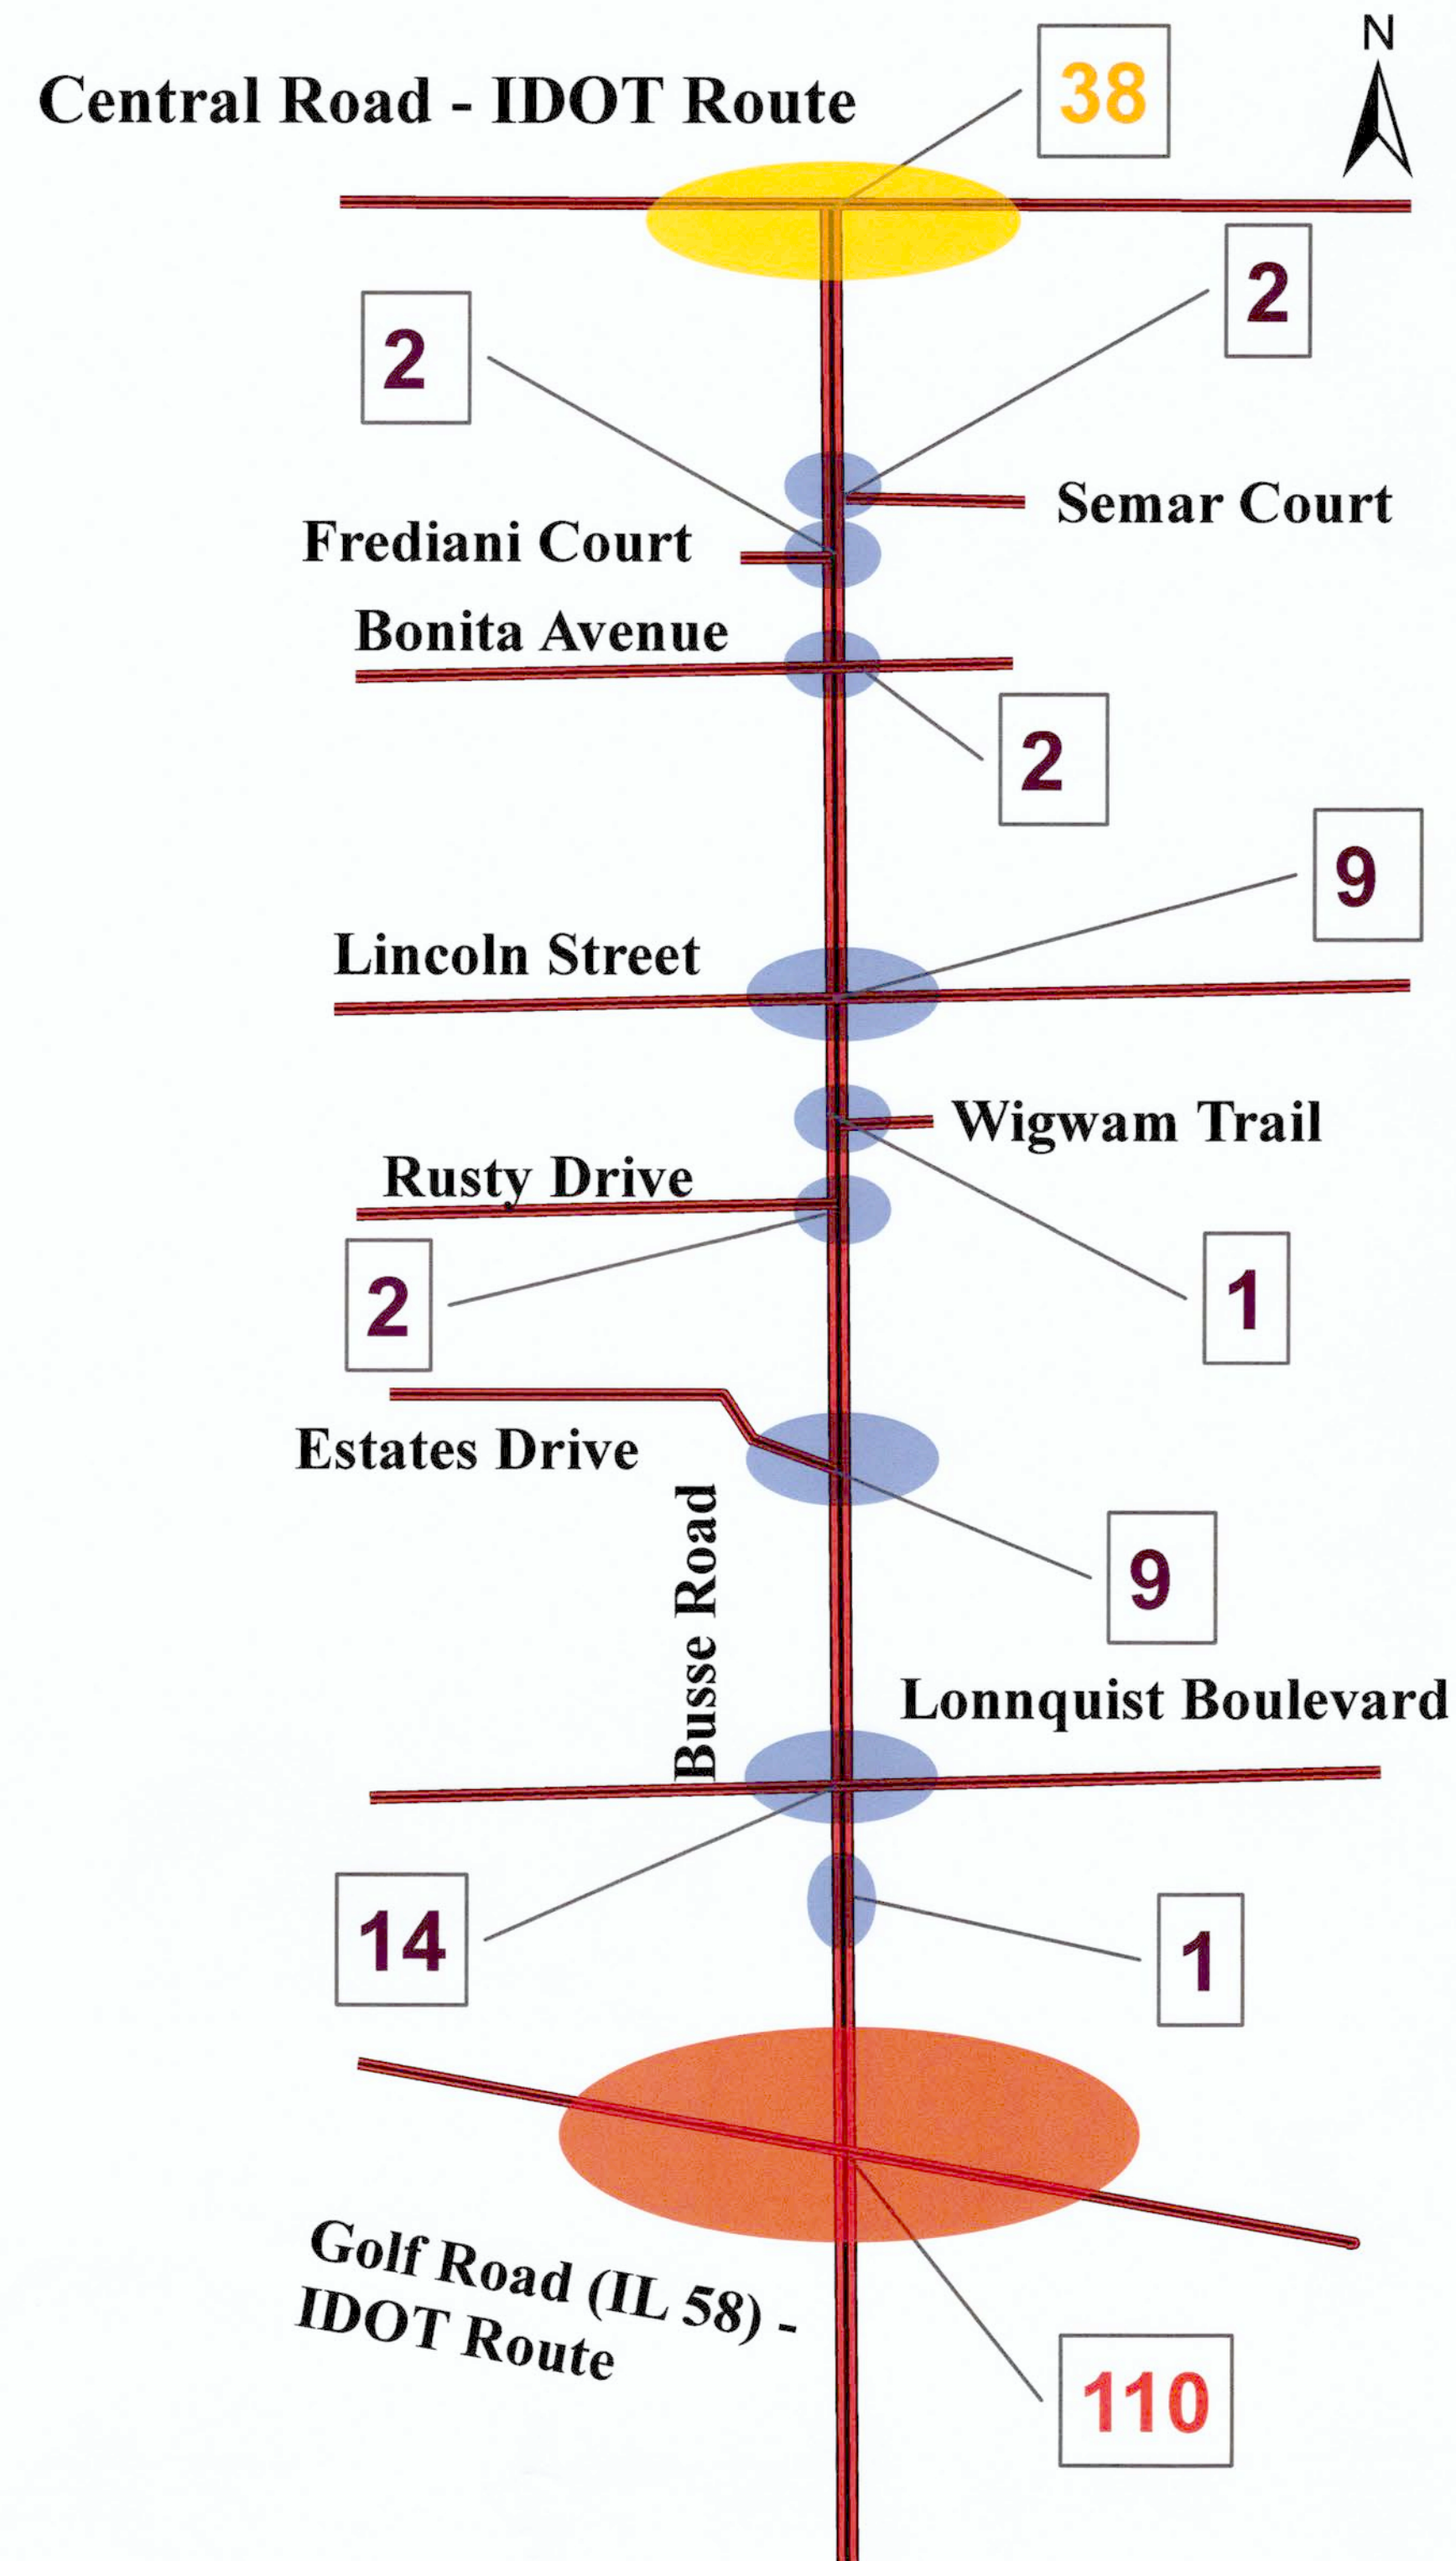 N
38
Central Road - IDOT Route
2
2
Semar Court
Frediani Court
Bonita Avenue
2
9
Lincoln Street
Wigwam Trail
Rusty Drive
2
1
Estates Drive
Busse Road
9
Lonnquist Boulevard
14
1
Golf Road (IL 58) -
IDOT Route
110